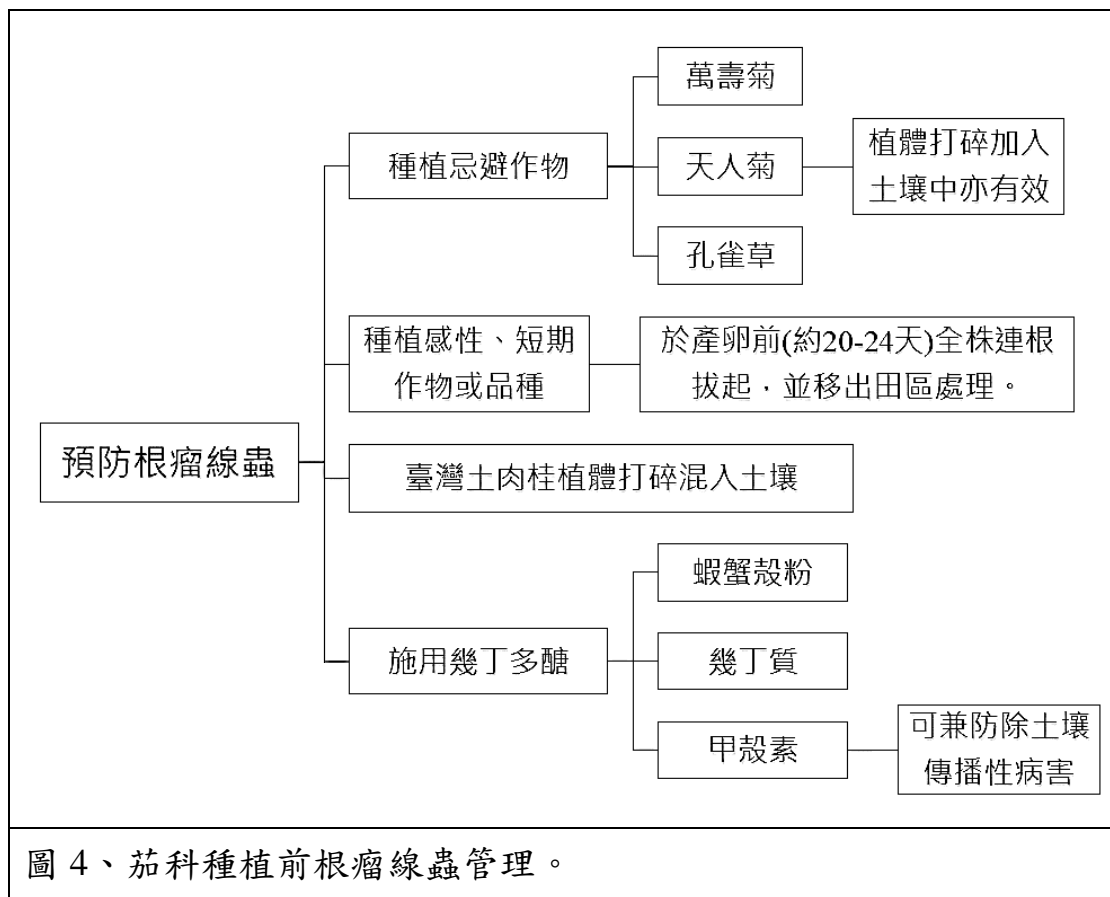 預防根瘤線蟲
種植忌避作物
萬壽菊
天人菊
植體打碎加入
土壤中亦有效
孔雀草
種植感性、短期
作物或品種
於產卵前(約20-24天)全株連根
拔起，並移出田區處理。
臺灣土肉桂植體打碎混入土壤
施用幾丁多醣
蝦蟹殼粉
幾丁質
甲殼素
可兼防除土壤
傳播性病害
圖 4、茄科種植前根瘤線蟲管理。